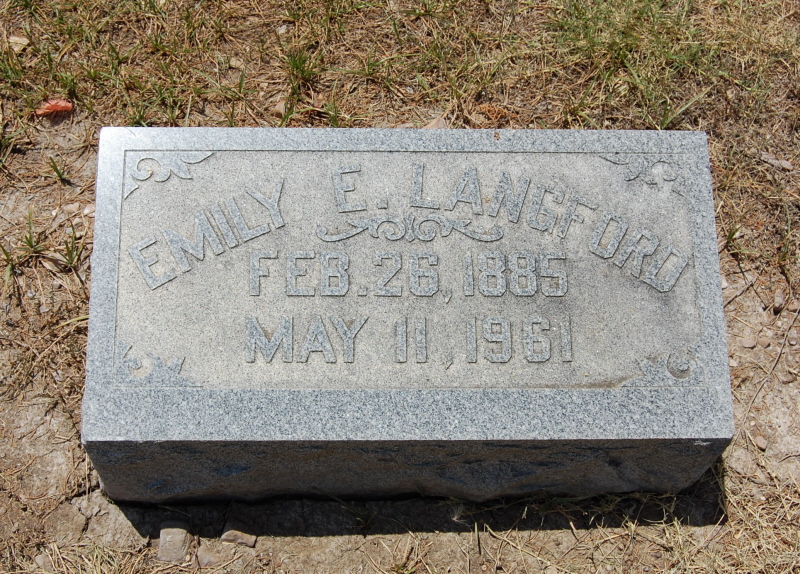 EMILY E. LANGFORD
FEB. 26, 1885
MAY 11, 1961